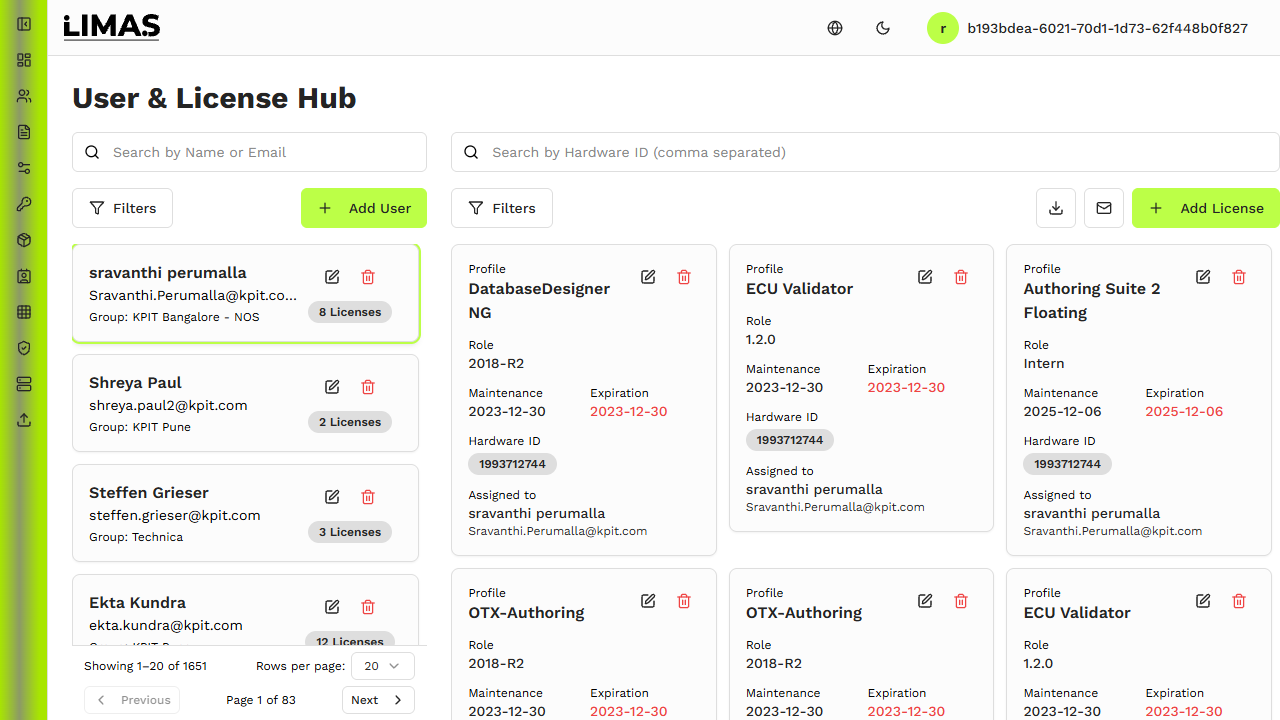 LIMAS
r
b193bdea-6021-70d1-1d73-62f448b0f827
User & License Hub
Search by Name or Email
Search by Hardware ID (comma separated)
Filters
Add User
Filters
Add License
sravanthi perumalla
Sravanthi.Perumalla@kpit.co...
Group: KPIT Bangalore - NOS
8 Licenses
Shreya Paul
shreya.paul2@kpit.com
Group: KPIT Pune
2 Licenses
Steffen Grieser
steffen.grieser@kpit.com
Group: Technica
3 Licenses
Ekta Kundra
ekta.kundra@kpit.com
12 Licenses
Showing 1–20 of 1651
Rows per page:
20
Previous
Page 1 of 83
Next
Profile
DatabaseDesigner
NG
Role
2018-R2
Maintenance Expiration
2023-12-30 2023-12-30
Hardware ID
1993712744
Assigned to
sravanthi perumalla
Sravanthi.Perumalla@kpit.com
Profile
ECU Validator
Role
1.2.0
Maintenance Expiration
2023-12-30 2023-12-30
Hardware ID
1993712744
Assigned to
sravanthi perumalla
Sravanthi.Perumalla@kpit.com
Profile
Authoring Suite 2
Floating
Role
Intern
Maintenance Expiration
2025-12-06 2025-12-06
Hardware ID
1993712744
Assigned to
sravanthi perumalla
Sravanthi.Perumalla@kpit.com
Profile
OTX-Authoring
Role
2018-R2
Maintenance Expiration
2023-12-30 2023-12-30
Profile
OTX-Authoring
Role
2018-R2
Maintenance Expiration
2023-12-30 2023-12-30
Profile
ECU Validator
Role
1.2.0
Maintenance Expiration
2023-12-30 2023-12-30